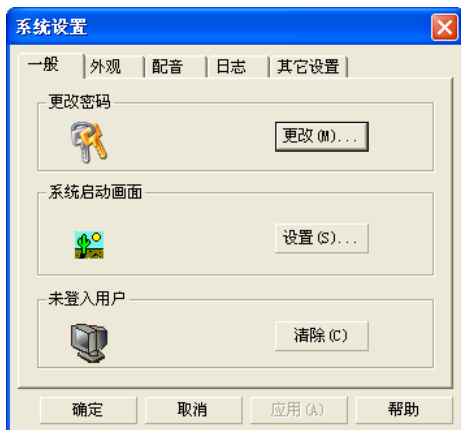 系统设置
一般 外观 配音 日志 其它设置
更改密码
更改(M)...
系统启动画面
设置(S)...
未登入用户
清除(C)
确定 取消 应用(A) 帮助